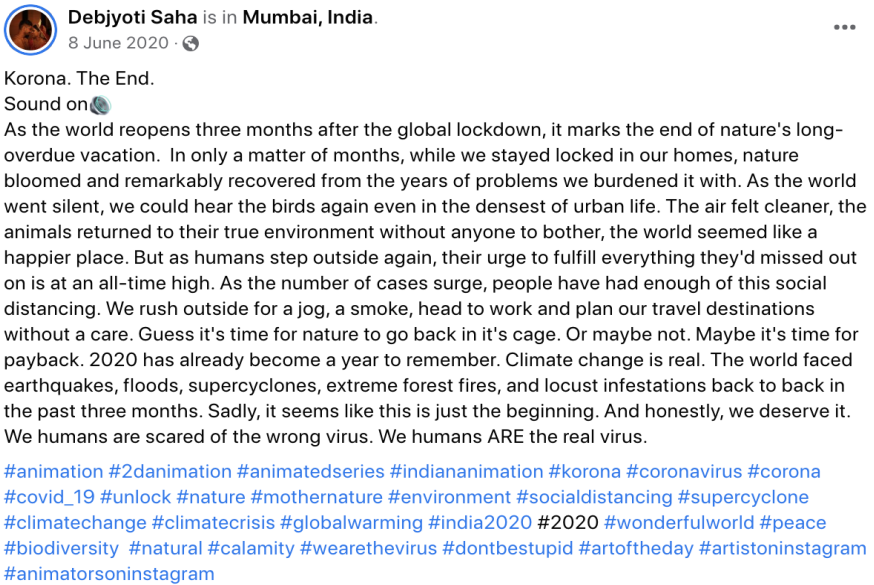 Debjyoti Saha is in Mumbai, India.
8 June 2020 ·
Korona. The End.
Sound on
As the world reopens three months after the global lockdown, it marks the end of nature's long-
overdue vacation.  In only a matter of months, while we stayed locked in our homes, nature
bloomed and remarkably recovered from the years of problems we burdened it with. As the world
went silent, we could hear the birds again even in the densest of urban life. The air felt cleaner, the
animals returned to their true environment without anyone to bother, the world seemed like a
happier place. But as humans step outside again, their urge to fulfill everything they'd missed out
on is at an all-time high. As the number of cases surge, people have had enough of this social
distancing. We rush outside for a jog, a smoke, head to work and plan our travel destinations
without a care. Guess it's time for nature to go back in it's cage. Or maybe not. Maybe it's time for
payback. 2020 has already become a year to remember. Climate change is real. The world faced
earthquakes, floods, supercyclones, extreme forest fires, and locust infestations back to back in
the past three months. Sadly, it seems like this is just the beginning. And honestly, we deserve it.
We humans are scared of the wrong virus. We humans ARE the real virus.
#animation #2danimation #animatedseries #indiananimation #korona #coronavirus #corona
#covid_19 #unlock #nature #mothernature #environment #socialdistancing #supercyclone
#climatechange #climatecrisis #globalwarming #india2020 #2020 #wonderfulworld #peace
#biodiversity  #natural #calamity #wearethevirus #dontbestupid #artoftheday #artistoninstagram
#animatorsoninstagram